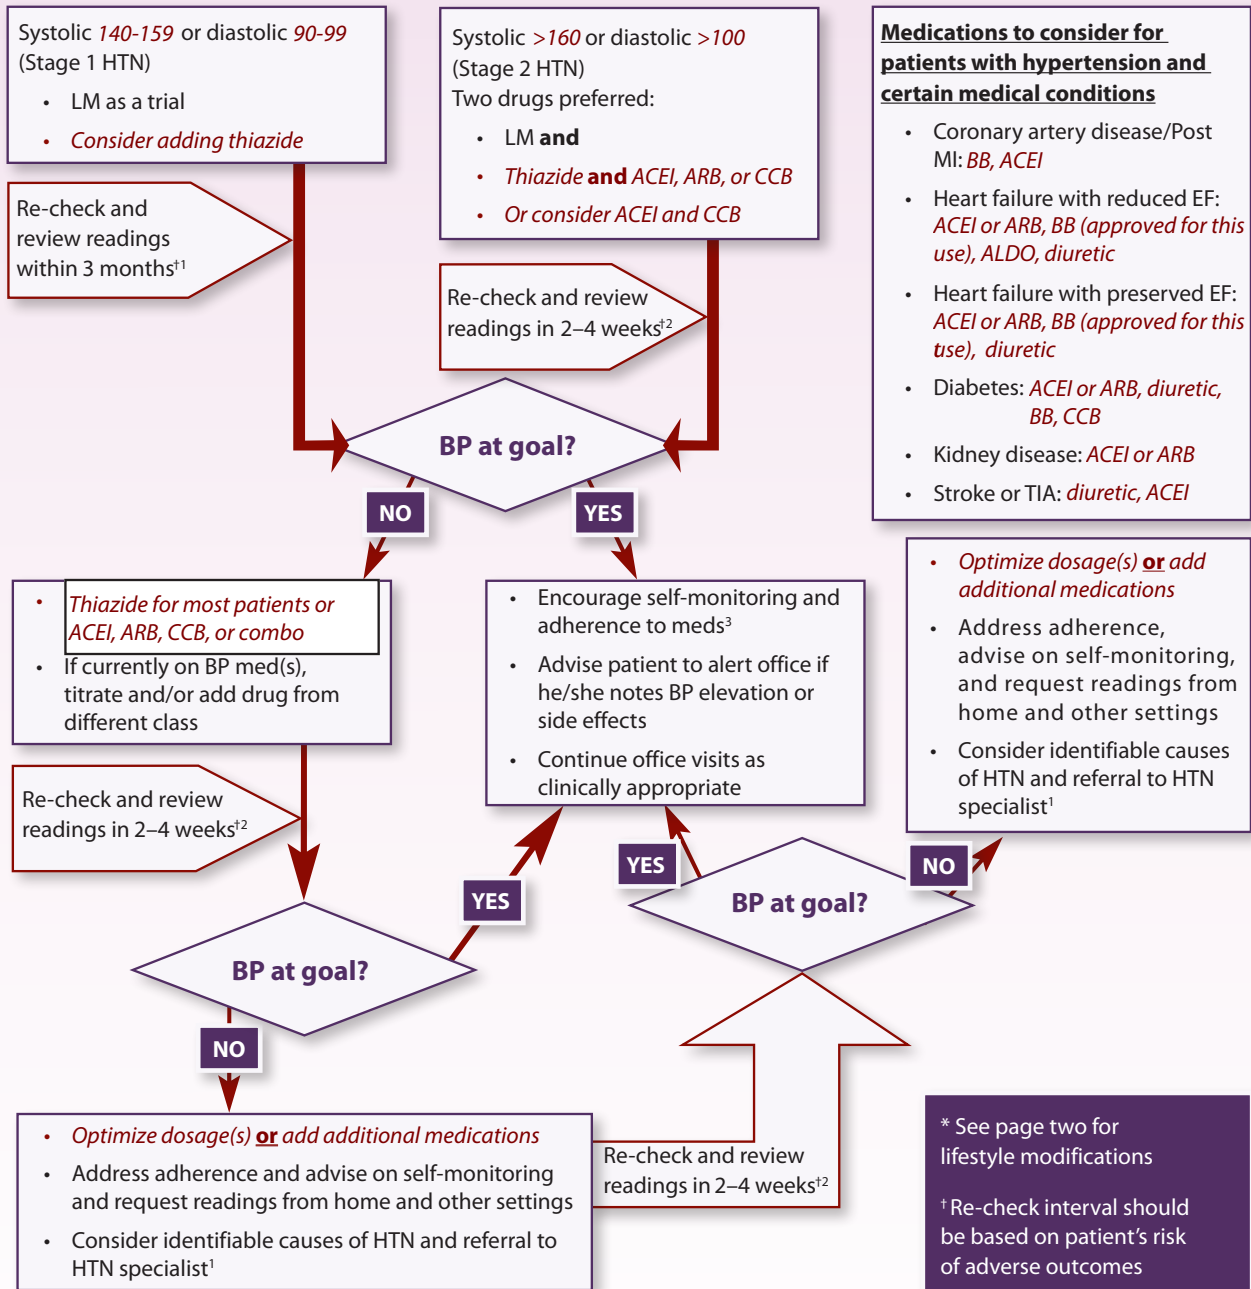 Systolic 140-159 or diastolic 90-99
(Stage 1 HTN)
• LM as a trial
• Consider adding thiazide
Systolic >160 or diastolic >100
(Stage 2 HTN)
Two drugs preferred:
• LM and
• Thiazide and ACEI, ARB, or CCB
• Or consider ACEI and CCB
Medications to consider for
patients with hypertension and
certain medical conditions
• Coronary artery disease/Post
MI: BB, ACEI
• Heart failure with reduced EF:
ACEI or ARB, BB (approved for this
use), ALDO, diuretic
• Heart failure with preserved EF:
ACEI or ARB, BB (approved for this
use), diuretic
• Diabetes: ACEI or ARB, diuretic,
BB, CCB
• Kidney disease: ACEI or ARB
• Stroke or TIA: diuretic, ACEI
Re-check and
review readings
within 3 months†1
Re-check and review
readings in 2–4 weeks†2
BP at goal?
NO
YES
• Thiazide for most patients or
ACEI, ARB, CCB, or combo
• If currently on BP med(s),
titrate and/or add drug from
different class
• Encourage self-monitoring and
adherence to meds3
• Advise patient to alert office if
he/she notes BP elevation or
side effects
• Continue office visits as
clinically appropriate
• Optimize dosage(s) or add
additional medications
• Address adherence,
advise on self-monitoring,
and request readings from
home and other settings
• Consider identifiable causes
of HTN and referral to HTN
specialist1
Re-check and review
readings in 2–4 weeks†2
YES
YES
NO
BP at goal?
BP at goal?
NO
• Optimize dosage(s) or add additional medications
• Address adherence and advise on self-monitoring
and request readings from home and other settings
• Consider identifiable causes of HTN and referral to
HTN specialist1
Re-check and review
readings in 2–4 weeks†2
* See page two for
lifestyle modifications
†Re-check interval should
be based on patient’s risk
of adverse outcomes